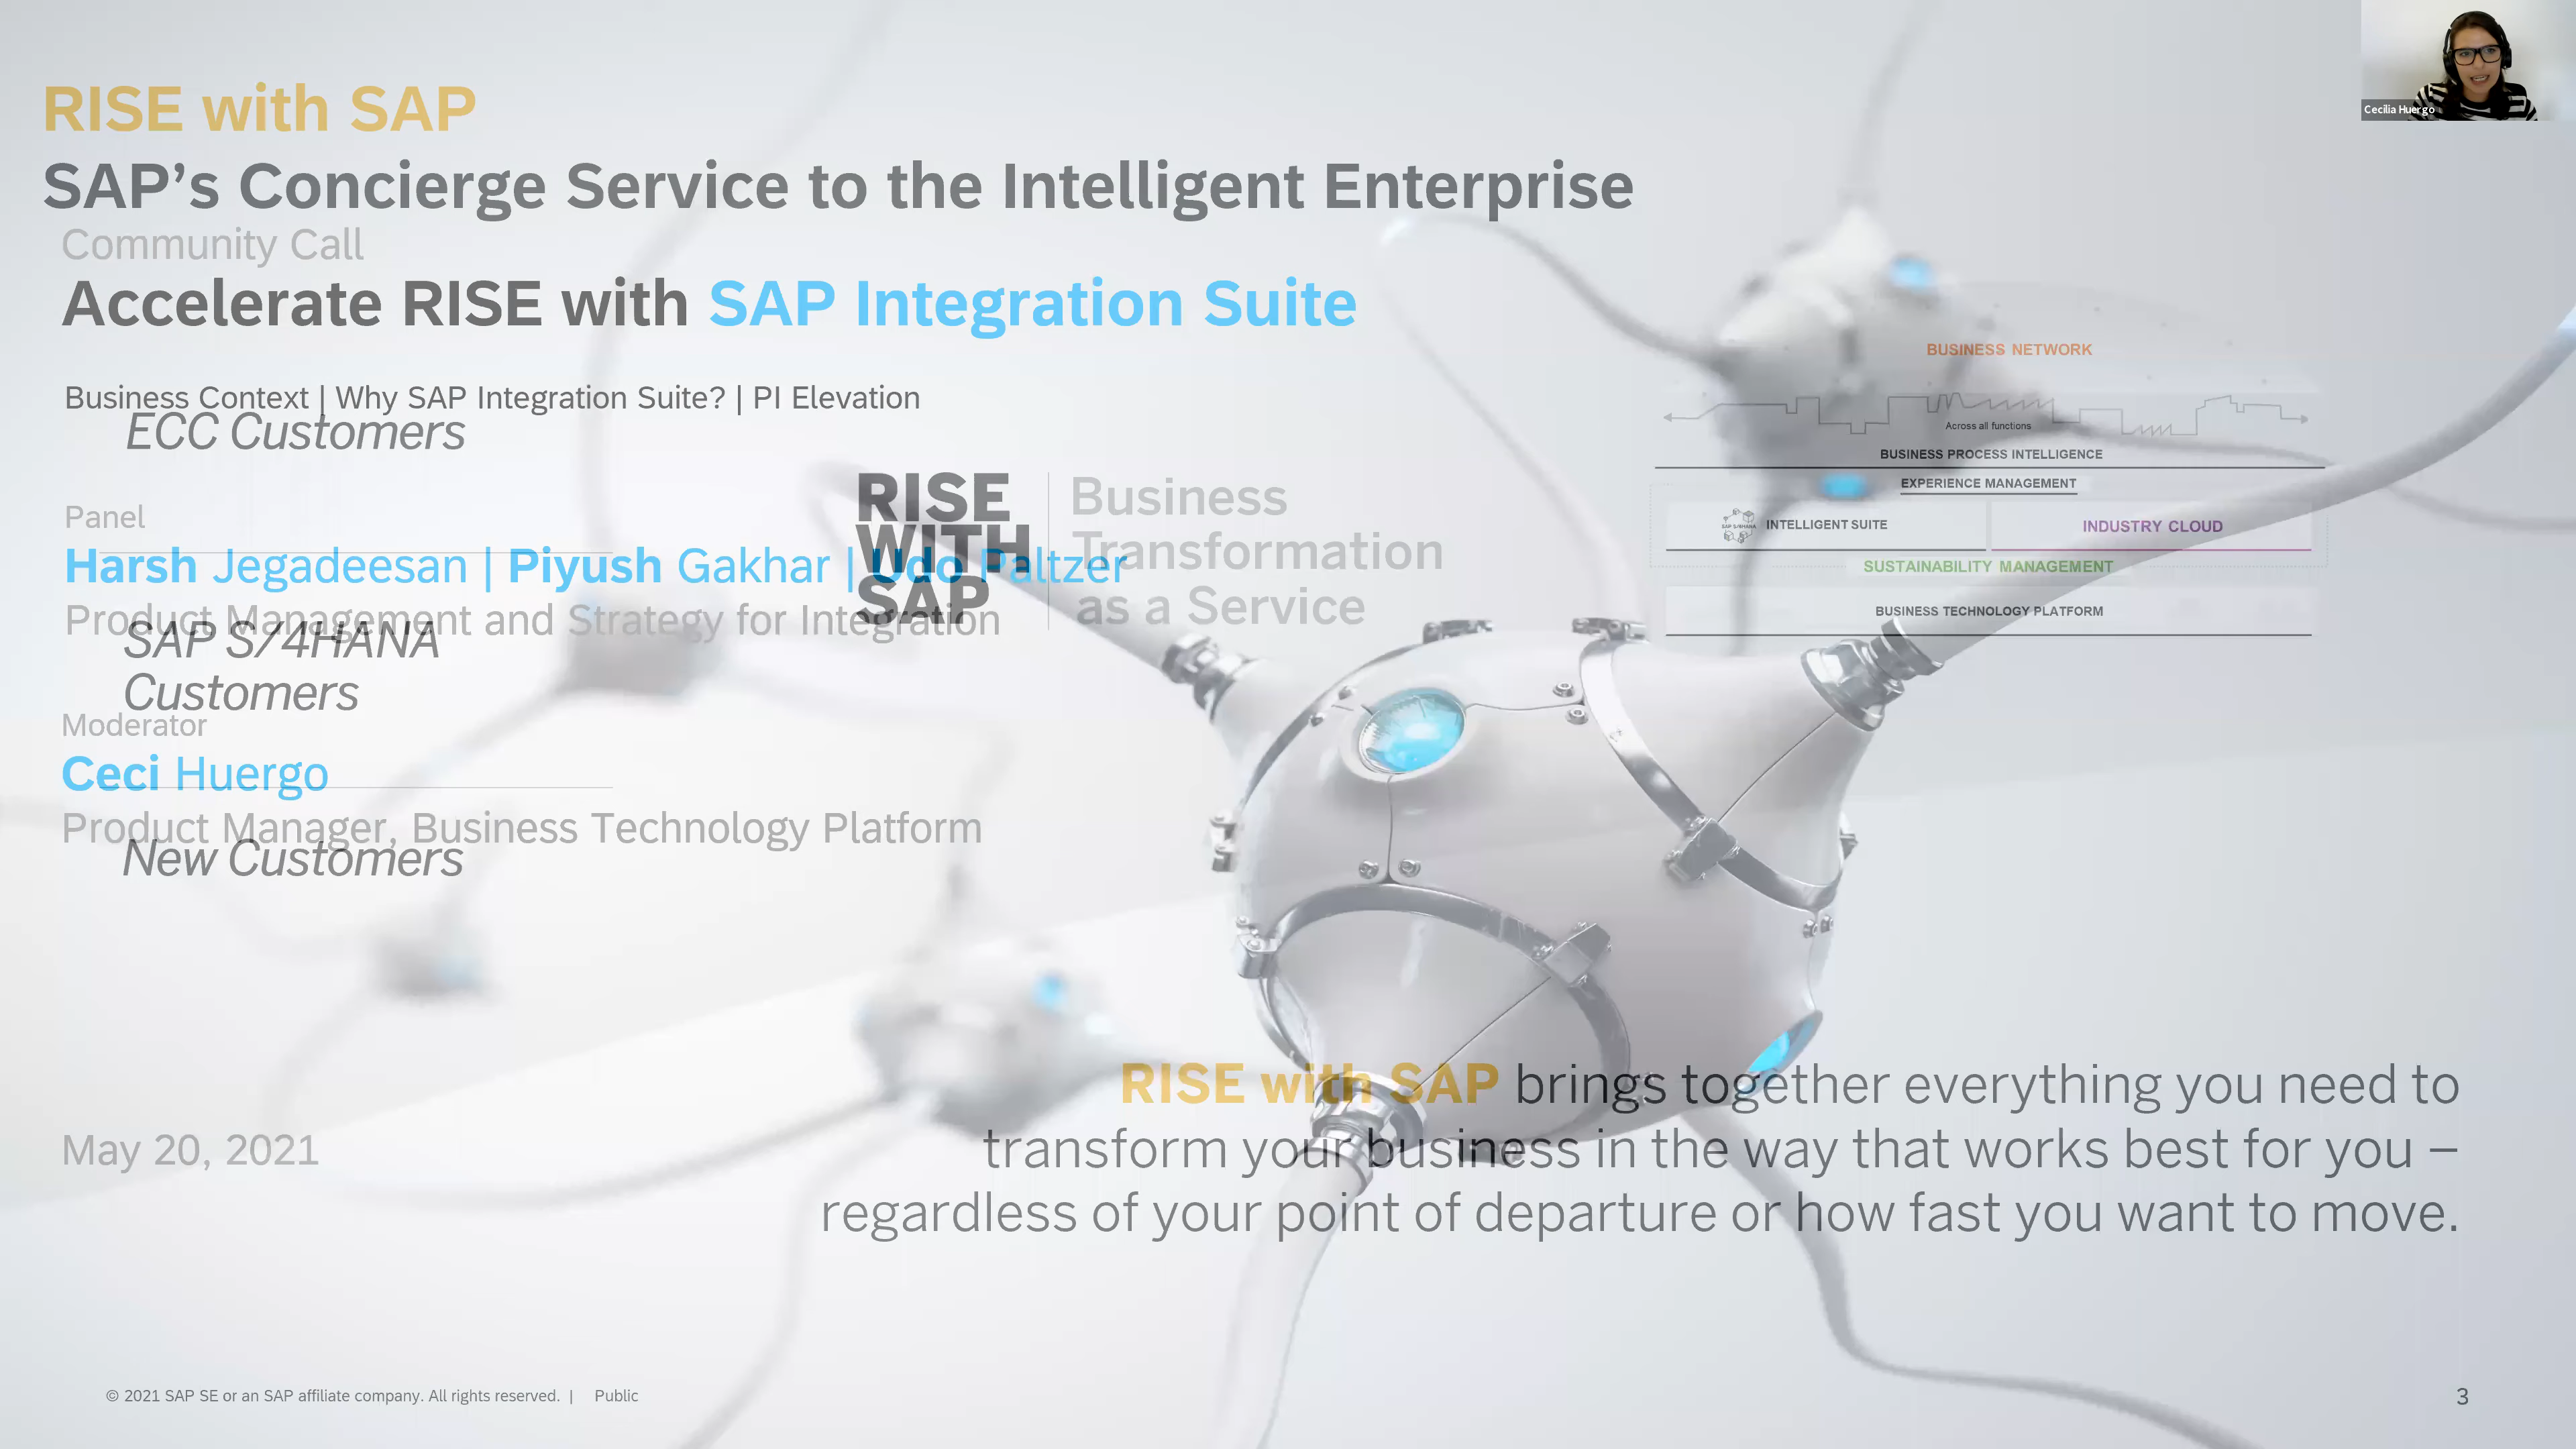 Cecilia Huergo
RISE with SAP
SAP's Concierge Service to the Intelligent Enterprise
Community Call
Accelerate RISE with SAP Integration Suite
Business Context | Why SAP Integration Suite? | PI Elevation
ECC Customers
Panel
Harsh Jegadeesan | Piyush Gakhar | Udo Paltzer
Product Management and Strategy for Integration
SAP S/4HANA
Customers
Moderator
Ceci Huergo
Product Manager, Business Technology Platform
New Customers
RISE
WITH
SAP
Business
Transformation
as a Service
BUSINESS NETWORK
Across all functions
BUSINESS PROCESS INTELLIGENCE
EXPERIENCE MANAGEMENT
SAP S/4HANA
INTELLIGENT SUITE
INDUSTRY CLOUD
SUSTAINABILITY MANAGEMENT
BUSINESS TECHNOLOGY PLATFORM
RISE with SAP brings together everything you need to
transform your business in the way that works best for you –
regardless of your point of departure or how fast you want to move.
May 20, 2021
© 2021 SAP SE or an SAP affiliate company. All rights reserved. | Public
3